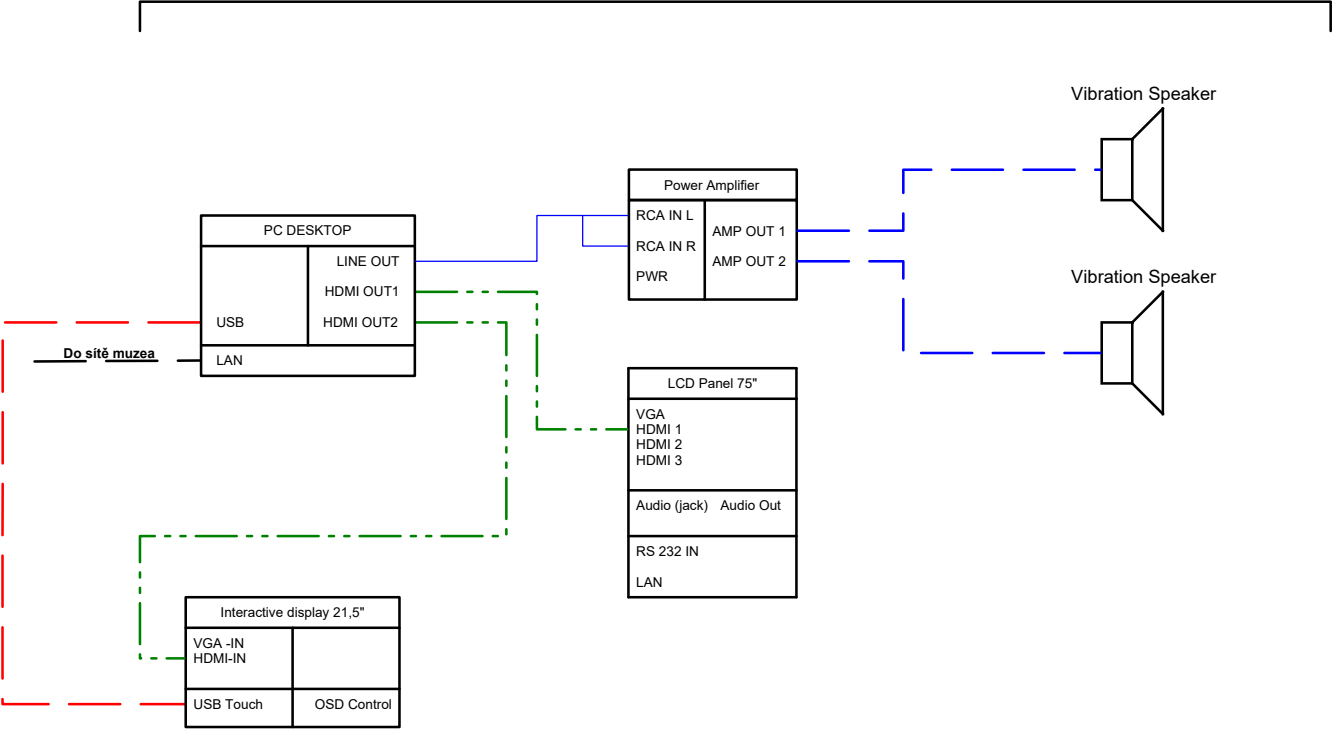 Vibration Speaker
Power Amplifier
RCA IN L
RCA IN R
PWR
AMP OUT 1
AMP OUT 2
PC DESKTOP
LINE OUT
HDMI OUT1
USB
HDMI OUT2
LAN
Do sítě muzea
Vibration Speaker
LCD Panel 75"
VGA
HDMI 1
HDMI 2
HDMI 3
Audio (jack) Audio Out
RS 232 IN
LAN
Interactive display 21,5"
VGA -IN
HDMI-IN
USB Touch
OSD Control